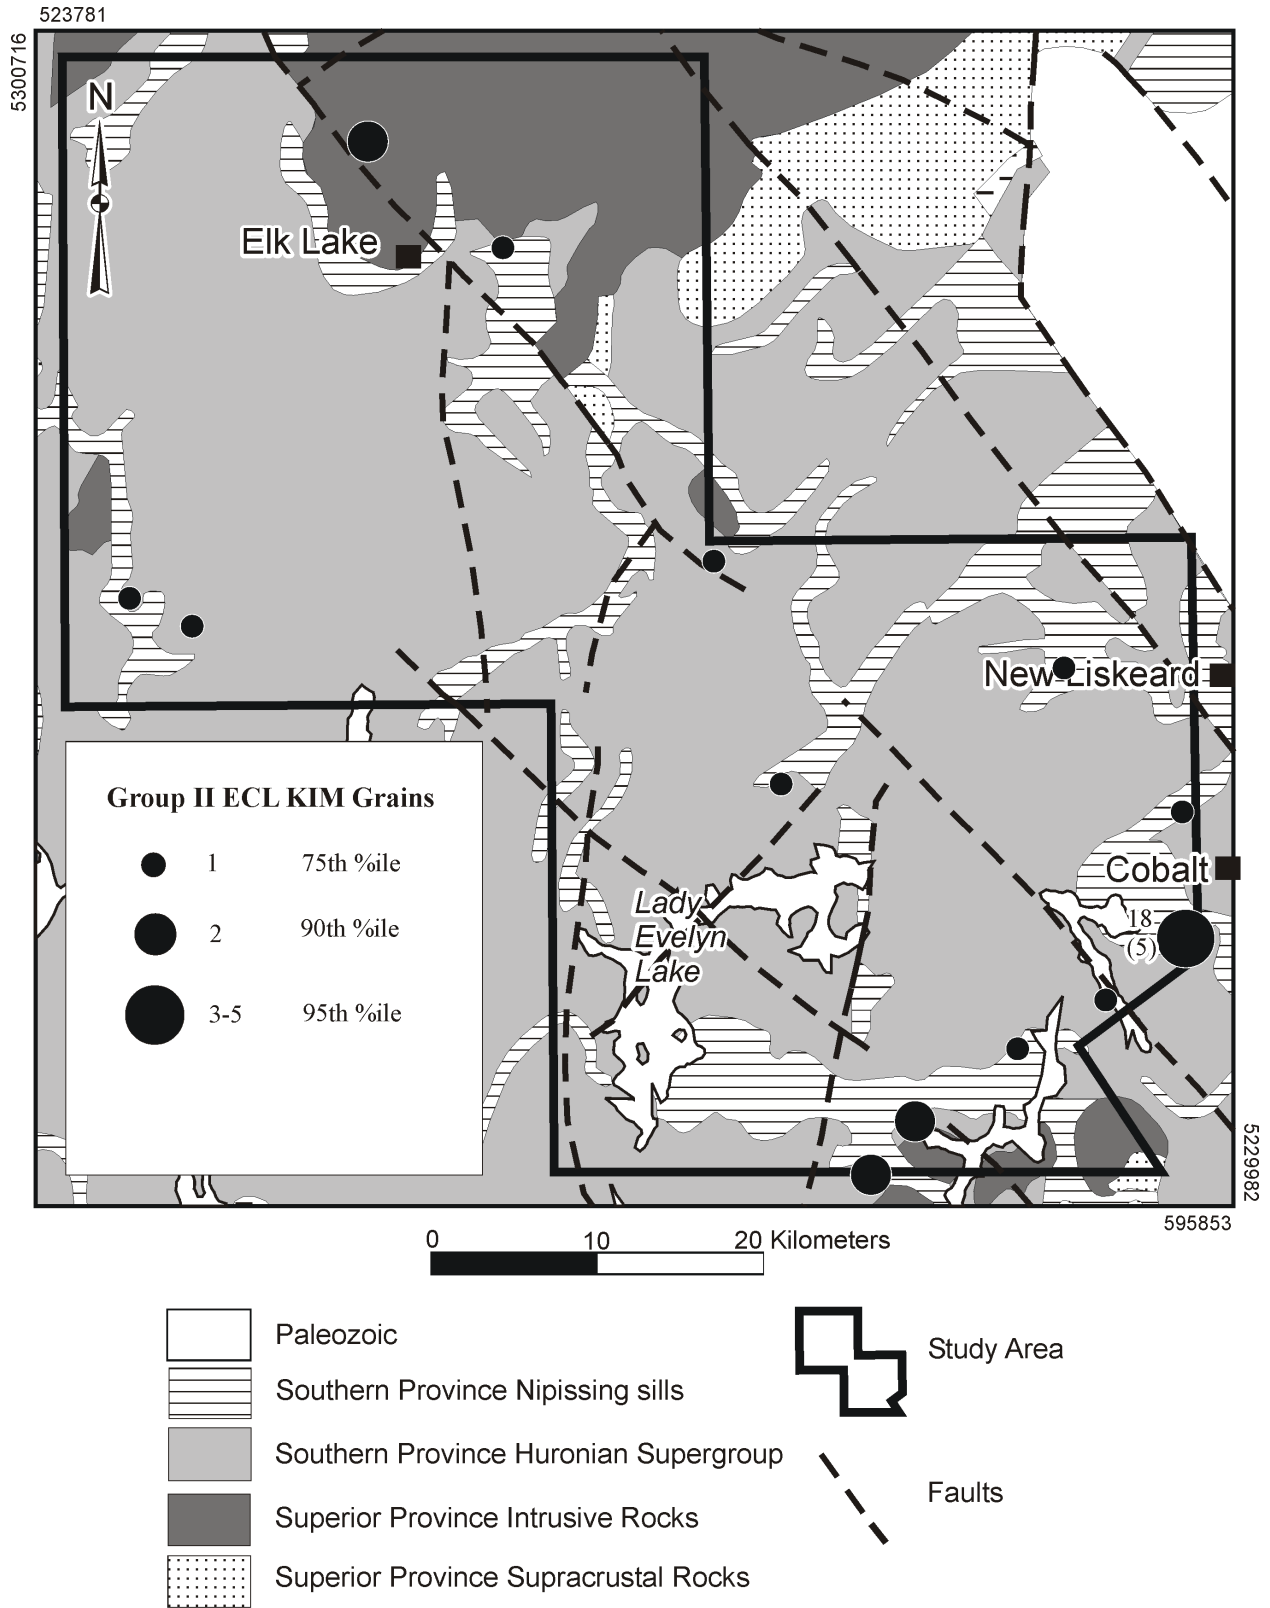 523781
5300716
N
Elk Lake
New Liskeard
Group II ECL KIM Grains
1 75th %ile
2 90th %ile
3-5 95th %ile
Cobalt
18
(5)
Lady
Evelyn
Lake
5229982
595853
0 10 20 Kilometers
Paleozoic
Study Area
Southern Province Nipissing sills
Southern Province Huronian Supergroup
Faults
Superior Province Intrusive Rocks
Superior Province Supracrustal Rocks